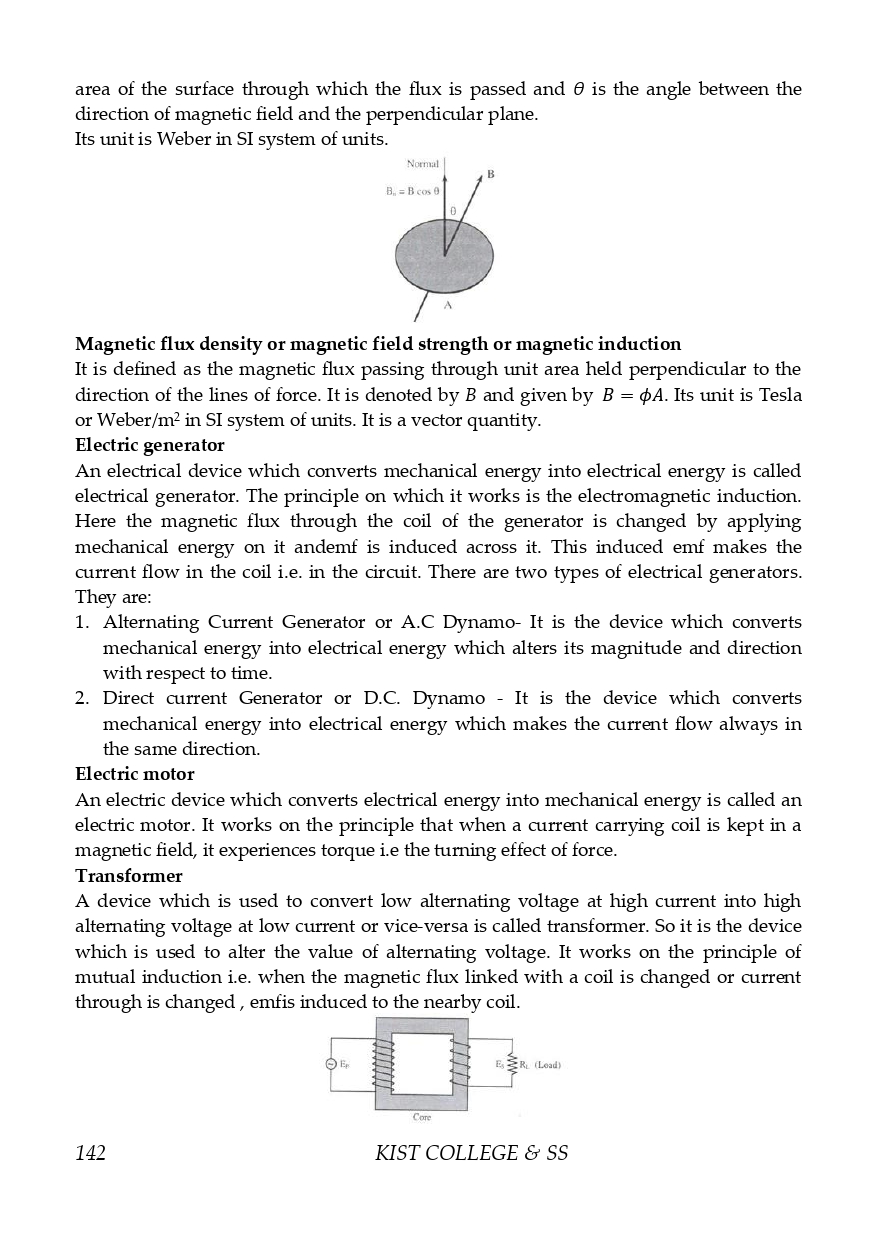 area of the surface through which the flux is passed and θ is the angle between the
direction of magnetic field and the perpendicular plane.
Its unit is Weber in SI system of units.
Normal
B
Bₙ = B cos θ
θ
A
Magnetic flux density or magnetic field strength or magnetic induction
It is defined as the magnetic flux passing through unit area held perpendicular to the
direction of the lines of force. It is denoted by B and given by B = ϕA. Its unit is Tesla
or Weber/m² in SI system of units. It is a vector quantity.
Electric generator
An electrical device which converts mechanical energy into electrical energy is called
electrical generator. The principle on which it works is the electromagnetic induction.
Here the magnetic flux through the coil of the generator is changed by applying
mechanical energy on it andemf is induced across it. This induced emf makes the
current flow in the coil i.e. in the circuit. There are two types of electrical generators.
They are:
1. Alternating Current Generator or A.C Dynamo- It is the device which converts
mechanical energy into electrical energy which alters its magnitude and direction
with respect to time.
2. Direct current Generator or D.C. Dynamo - It is the device which converts
mechanical energy into electrical energy which makes the current flow always in
the same direction.
Electric motor
An electric device which converts electrical energy into mechanical energy is called an
electric motor. It works on the principle that when a current carrying coil is kept in a
magnetic field, it experiences torque i.e the turning effect of force.
Transformer
A device which is used to convert low alternating voltage at high current into high
alternating voltage at low current or vice-versa is called transformer. So it is the device
which is used to alter the value of alternating voltage. It works on the principle of
mutual induction i.e. when the magnetic flux linked with a coil is changed or current
through is changed , emfis induced to the nearby coil.
E_P E_S R_L (Load)
Core
142 KIST COLLEGE & SS